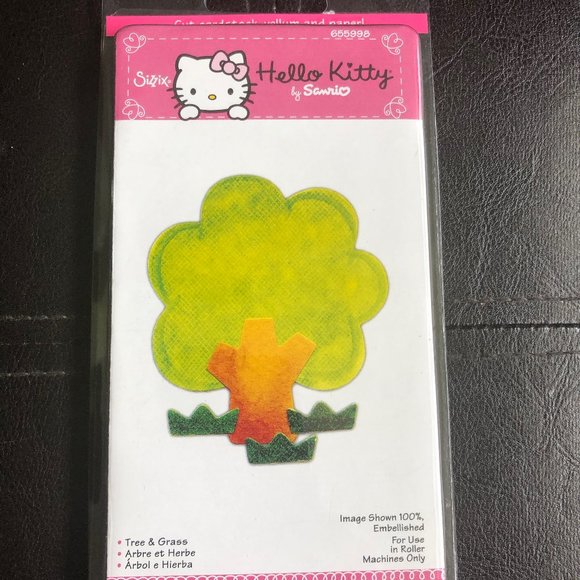 Cut cardstock, vellum and paper!
655998
Sizzix®
Hello Kitty
by Sanrio
• Tree & Grass
• Arbre et Herbe
• Árbol e Hierba
Image Shown 100%,
Embellished
For Use
in Roller
Machines Only